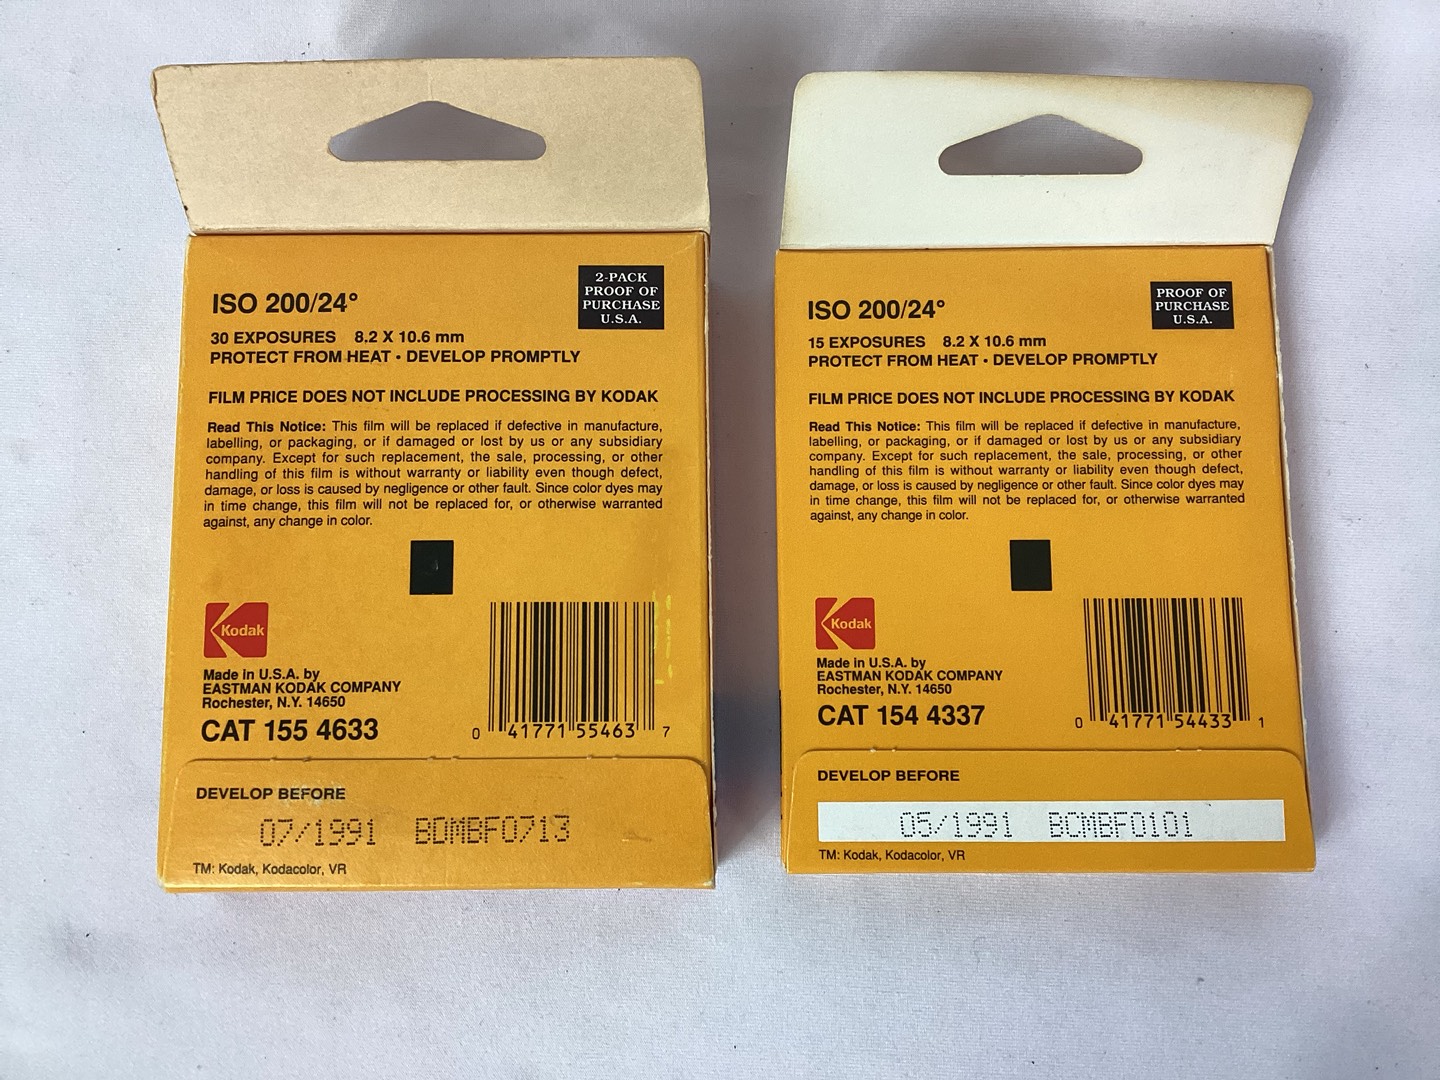 2-PACK
PROOF OF
PURCHASE
U.S.A.
ISO 200/24°
30 EXPOSURES 8.2 X 10.6 mm
PROTECT FROM HEAT • DEVELOP PROMPTLY
FILM PRICE DOES NOT INCLUDE PROCESSING BY KODAK
Read This Notice: This film will be replaced if defective in manufacture,
labelling, or packaging, or if damaged or lost by us or any subsidiary
company. Except for such replacement, the sale, processing, or other
handling of this film is without warranty or liability even though defect,
damage, or loss is caused by negligence or other fault. Since color dyes may
in time change, this film will not be replaced for, or otherwise warranted
against, any change in color.
Kodak
Made in U.S.A. by
EASTMAN KODAK COMPANY
Rochester, N.Y. 14650
CAT 155 4633
0 41771 55463 7
DEVELOP BEFORE
07/1991 BDMBF0713
TM: Kodak, Kodacolor, VR
PROOF OF
PURCHASE
U.S.A.
ISO 200/24°
15 EXPOSURES 8.2 X 10.6 mm
PROTECT FROM HEAT • DEVELOP PROMPTLY
FILM PRICE DOES NOT INCLUDE PROCESSING BY KODAK
Read This Notice: This film will be replaced if defective in manufacture,
labelling, or packaging, or if damaged or lost by us or any subsidiary
company. Except for such replacement, the sale, processing, or other
handling of this film is without warranty or liability even though defect,
damage, or loss is caused by negligence or other fault. Since color dyes may
in time change, this film will not be replaced for, or otherwise warranted
against, any change in color.
Kodak
Made in U.S.A. by
EASTMAN KODAK COMPANY
Rochester, N.Y. 14650
CAT 154 4337
0 41771 54433 1
DEVELOP BEFORE
05/1991 BCMBF0101
TM: Kodak, Kodacolor, VR